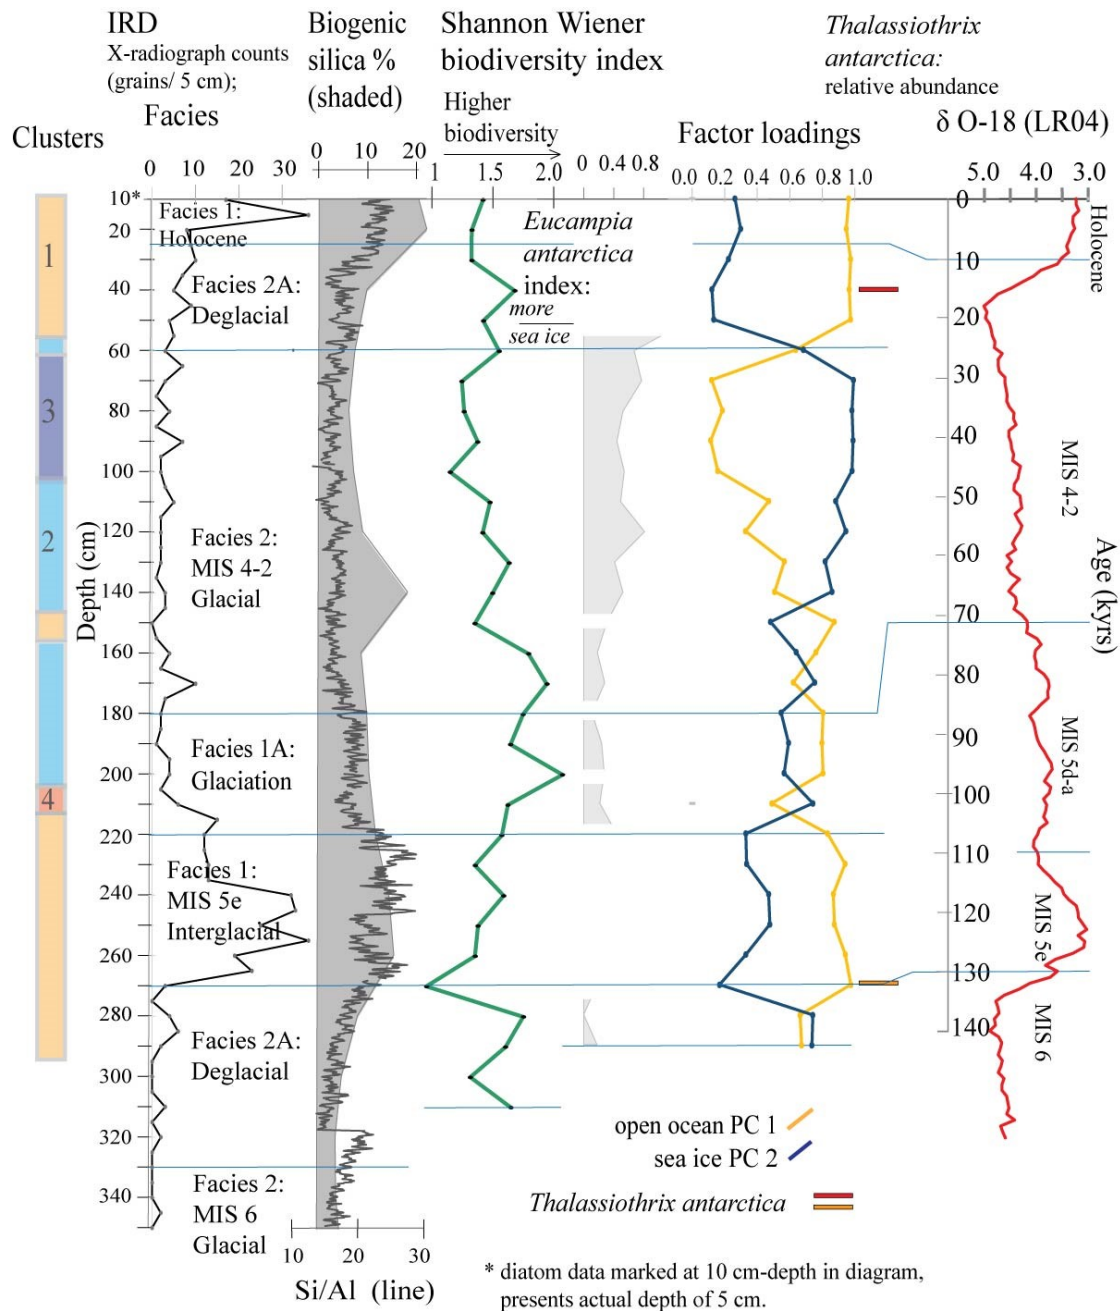 IRD
X-radiograph counts
(grains/ 5 cm);
Facies
Biogenic
silica %
(shaded)
Shannon Wiener
biodiversity index
Higher
biodiversity
Thalassiothrix
antarctica:
relative abundance
Clusters
Factor loadings
δ O-18 (LR04)
0 10 20 30
0 10 20
1 1.5 2.0
0 0.4 0.8
0.0 0.2 0.4 0.6 0.8 1.0
5.0 4.0 3.0
Eucampia
antarctica
index:
more
sea ice
1
3
2
4
Depth (cm)
10*
20
40
60
80
100
120
140
160
180
200
220
240
260
280
300
320
340
Facies 1:
Holocene
Facies 2A:
Deglacial
Facies 2:
MIS 4-2
Glacial
Facies 1A:
Glaciation
Facies 1:
MIS 5e
Interglacial
Facies 2A:
Deglacial
Facies 2:
MIS 6
Glacial
10 20 30
Si/Al (line)
0
10
20
30
40
50
60
70
80
90
100
110
120
130
140
Age (kyrs)
Holocene
MIS 4-2
MIS 5d-a
MIS 5e
MIS 6
open ocean PC 1
sea ice PC 2
Thalassiothrix antarctica
* diatom data marked at 10 cm-depth in diagram,
presents actual depth of 5 cm.